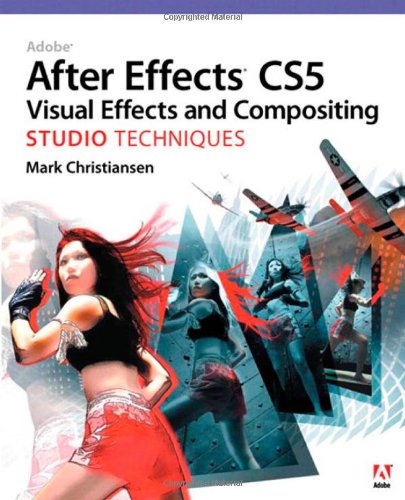 Adobe®
After Effects® CS5
Visual Effects and Compositing
STUDIO TECHNIQUES
Mark Christiansen
Adobe
Copyrighted Material